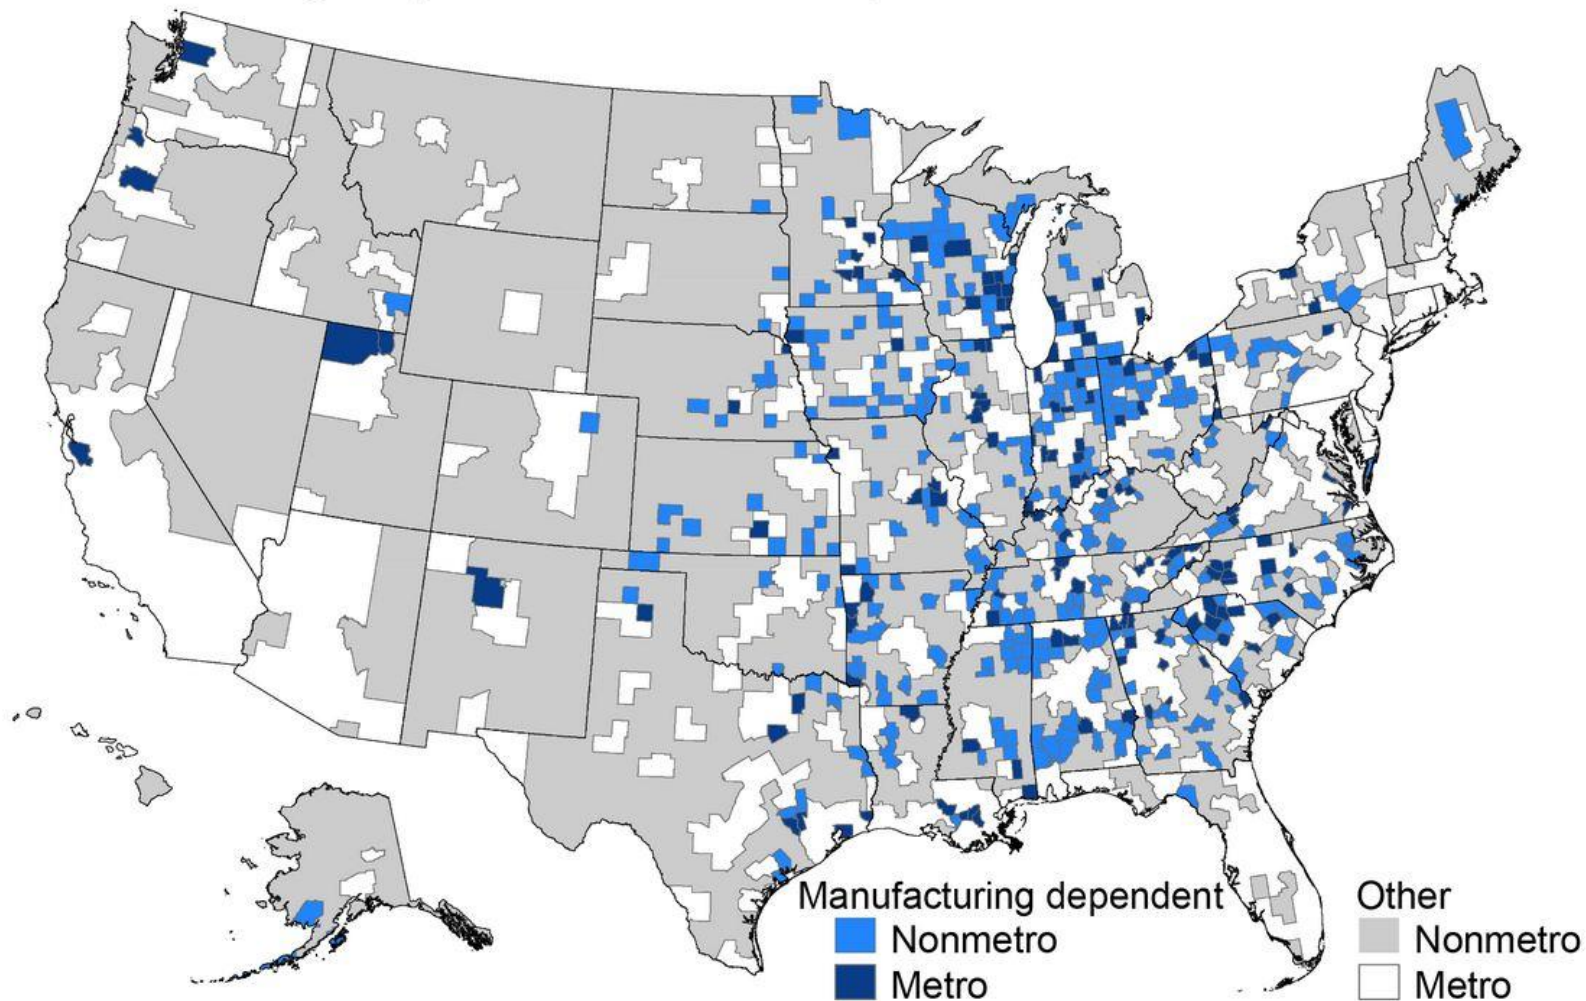 Manufacturing dependent
Nonmetro
Metro
Other
Nonmetro
Metro